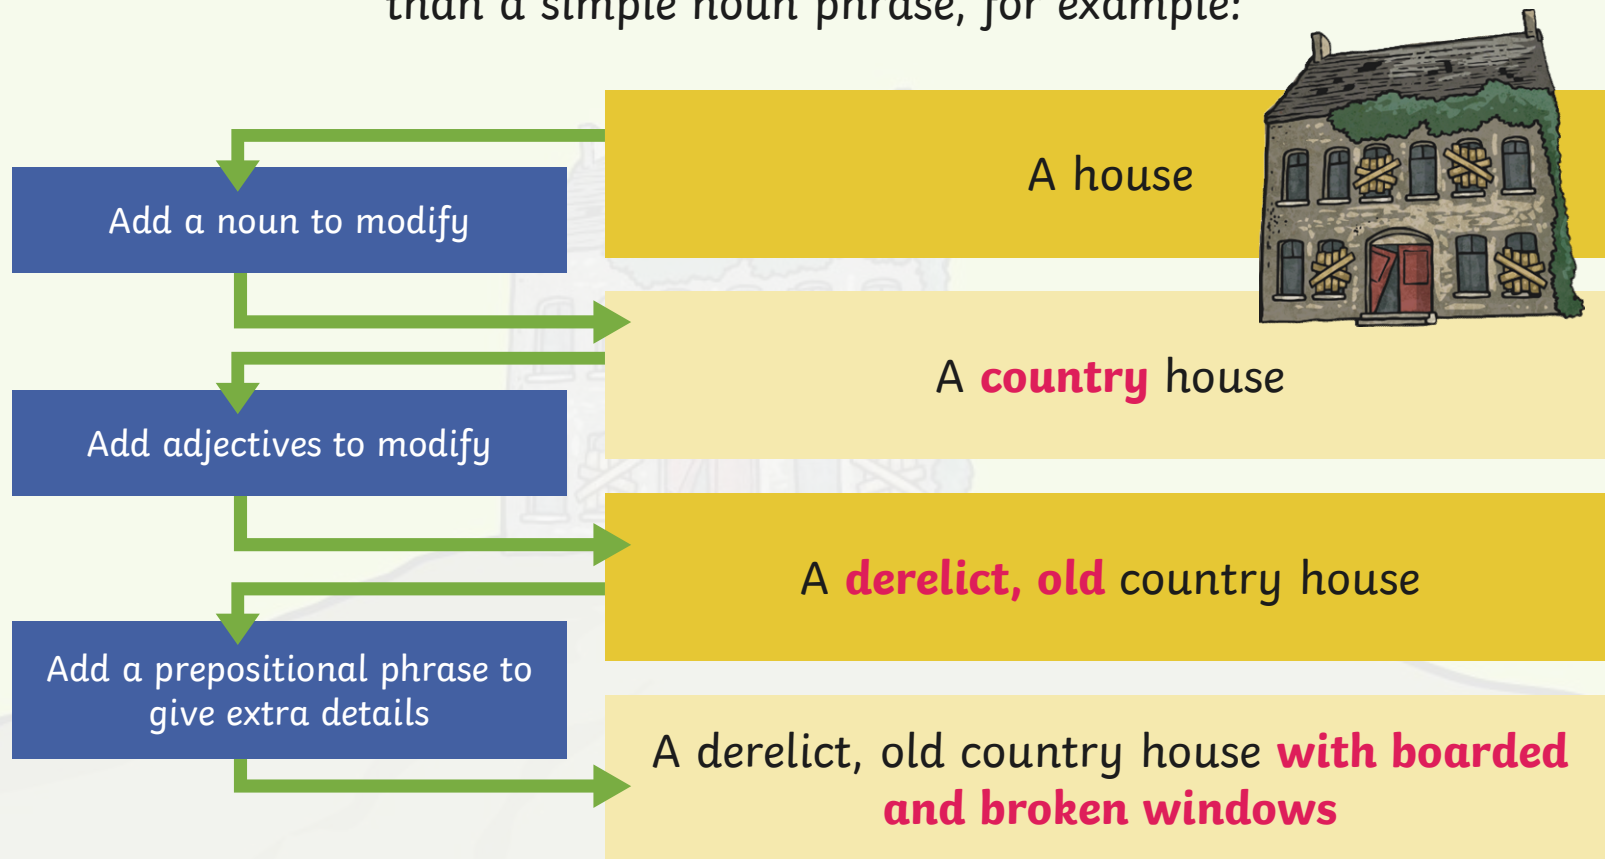 than a simple noun phrase, for example:
A house
Add a noun to modify
A country house
Add adjectives to modify
A derelict, old country house
Add a prepositional phrase to
give extra details
A derelict, old country house with boarded
and broken windows